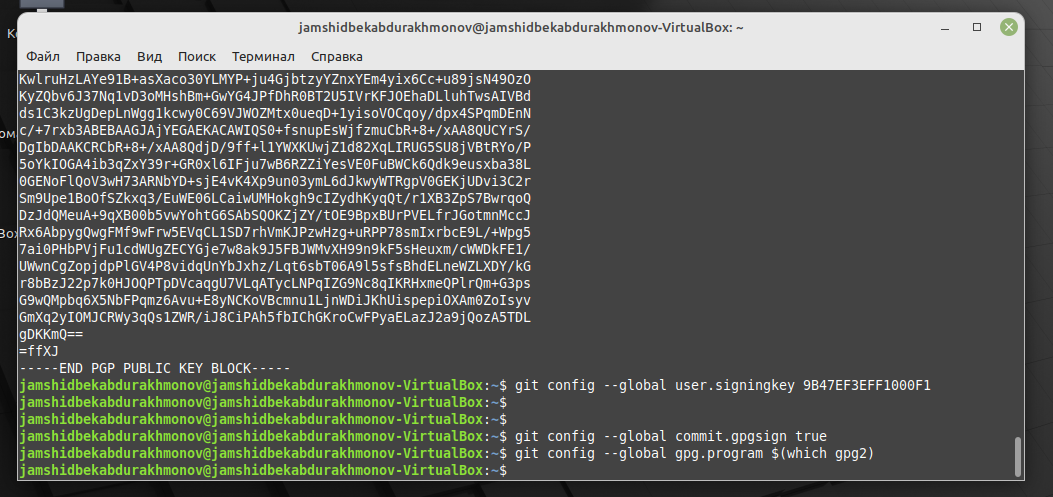 jamshidbekabdurakhmonov@jamshidbekabdurakhmonov-VirtualBox: ~
Файл Правка Вид Поиск Терминал Справка
KwlruHzLAYe91B+asXaco30YLMYP+ju4GjbtzyYZnxYEm4yix6Cc+u89jsN49OzO
KyZQbv6J37Nq1vD3oMHshBm+GwYG4JPfDhR0BT2U5IVrKFJOEhaDLluhTwsAIVBd
ds1C3kzUgDepLnWgg1kcwy0C69VJWOZMtx0ueqD+1yisoVOCqoy/dpx4SPqmDEnN
c/+7rxb3ABEBAAGJAjYEGAEKACAWIQS0+fsnupEsWjfzmuCbR+8+/xAA8QUCYrS/
DgIbDAAKCRCbR+8+/xAA8QdjD/9ff+l1YWXKUwjZ1d82XqLIRUG5SU8jVBtRYo/P
5oYkIOGA4ib3qZxY39r+GR0xl6IFju7wB6RZZiYesVE0FuBWCk6Qdk9eusxba38L
0GENoFlQoV3wH73ARNbYD+sjE4vK4Xp9un03ymL6dJkwyWTRgpV0GEKjUDvi3C2r
Sm9Upe1BoOfSZkxq3/EuWE06LCaiwUMHokgh9cIZydhKyqQt/r1XB3ZpS7BwrqoQ
DzJdQMeuA+9qXB00b5vwYohtG6SAbSQOKZjZY/tOE9BpxBUrPVELfrJGotmnMccJ
Rx6AbpygQwgFMf9wFrw5EVqCL1SD7rhVmKJPzwHzg+uRPP78smIxrbcE9L/+Wpg5
7ai0PHbPVjFu1cdWUgZECYGje7w8ak9J5FBJWMvXH99n9kF5sHeuxm/cWWDkFE1/
UWwnCgZopjdpPlGV4P8vidqUnYbJxhz/Lqt6sbT06A9l5sfsBhdELneWZLXDY/kG
r8bBzJ22p7k0HJOQPTpDVcaqgU7VLqATycLNPqIZG9Nc8qIKRHxmeQPlrQm+G3ps
G9wQMpbq6X5NbFPqmz6Avu+E8yNCKoVBcmnu1LjnWDiJKhUispepiOXAm0ZoIsyv
GmXq2yIOMJCRWy3qQs1ZWR/iJ8CiPAh5fbIChGKroCwFPyaELazJ2a9jQozA5TDL
gDKKmQ==
=ffXJ
-----END PGP PUBLIC KEY BLOCK-----
jamshidbekabdurakhmonov@jamshidbekabdurakhmonov-VirtualBox:~$ git config --global user.signingkey 9B47EF3EFF1000F1
jamshidbekabdurakhmonov@jamshidbekabdurakhmonov-VirtualBox:~$
jamshidbekabdurakhmonov@jamshidbekabdurakhmonov-VirtualBox:~$
jamshidbekabdurakhmonov@jamshidbekabdurakhmonov-VirtualBox:~$ git config --global commit.gpgsign true
jamshidbekabdurakhmonov@jamshidbekabdurakhmonov-VirtualBox:~$ git config --global gpg.program $(which gpg2)
jamshidbekabdurakhmonov@jamshidbekabdurakhmonov-VirtualBox:~$